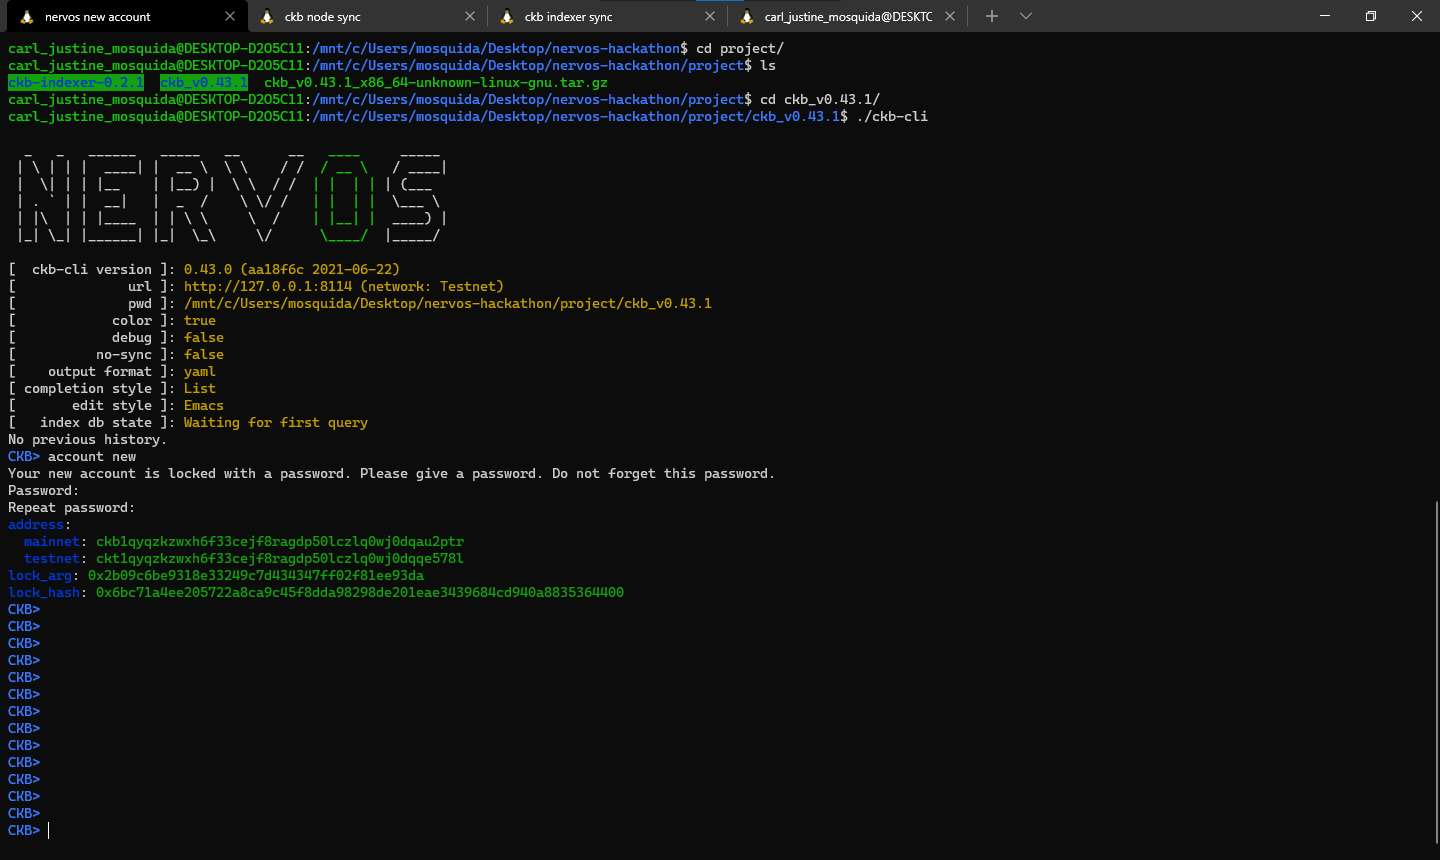 nervos new account
ckb node sync
ckb indexer sync
carl_justine_mosquida@DESKTC
carl_justine_mosquida@DESKTOP-D2O5C11:/mnt/c/Users/mosquida/Desktop/nervos-hackathon$ cd project/
carl_justine_mosquida@DESKTOP-D2O5C11:/mnt/c/Users/mosquida/Desktop/nervos-hackathon/project$ ls
ckb-indexer-0.2.1  ckb_v0.43.1  ckb_v0.43.1_x86_64-unknown-linux-gnu.tar.gz
carl_justine_mosquida@DESKTOP-D2O5C11:/mnt/c/Users/mosquida/Desktop/nervos-hackathon/project$ cd ckb_v0.43.1/
carl_justine_mosquida@DESKTOP-D2O5C11:/mnt/c/Users/mosquida/Desktop/nervos-hackathon/project/ckb_v0.43.1$ ./ckb-cli
NERVOS
[  ckb-cli version ]: 0.43.0 (aa18f6c 2021-06-22)
[              url ]: http://127.0.0.1:8114 (network: Testnet)
[              pwd ]: /mnt/c/Users/mosquida/Desktop/nervos-hackathon/project/ckb_v0.43.1
[            color ]: true
[            debug ]: false
[          no-sync ]: false
[    output format ]: yaml
[ completion style ]: List
[       edit style ]: Emacs
[   index db state ]: Waiting for first query
No previous history.
CKB> account new
Your new account is locked with a password. Please give a password. Do not forget this password.
Password:
Repeat password:
address:
  mainnet: ckb1qyqzkzwxh6f33cejf8ragdp50lczlq0wj0dqau2ptr
  testnet: ckt1qyqzkzwxh6f33cejf8ragdp50lczlq0wj0dqqe578l
lock_arg: 0x2b09c6be9318e33249c7d434347ff02f81ee93da
lock_hash: 0x6bc71a4ee205722a8ca9c45f8dda98298de201eae3439684cd940a8835364400
CKB>
CKB>
CKB>
CKB>
CKB>
CKB>
CKB>
CKB>
CKB>
CKB>
CKB>
CKB>
CKB>
CKB>